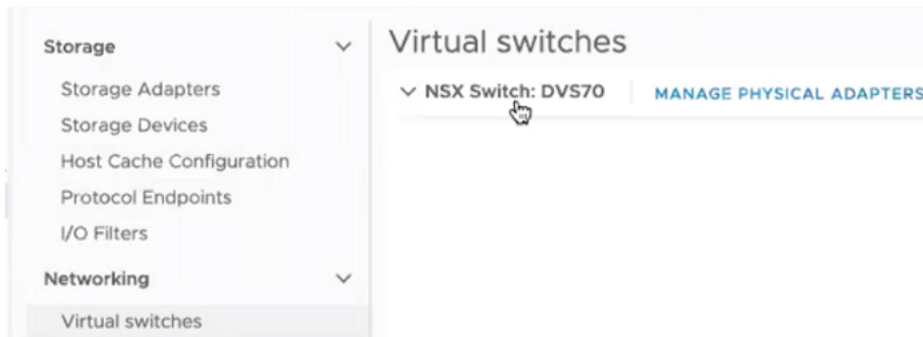 Storage
Storage Adapters
Storage Devices
Host Cache Configuration
Protocol Endpoints
I/O Filters
Networking
Virtual switches
Virtual switches
NSX Switch: DVS70
MANAGE PHYSICAL ADAPTERS